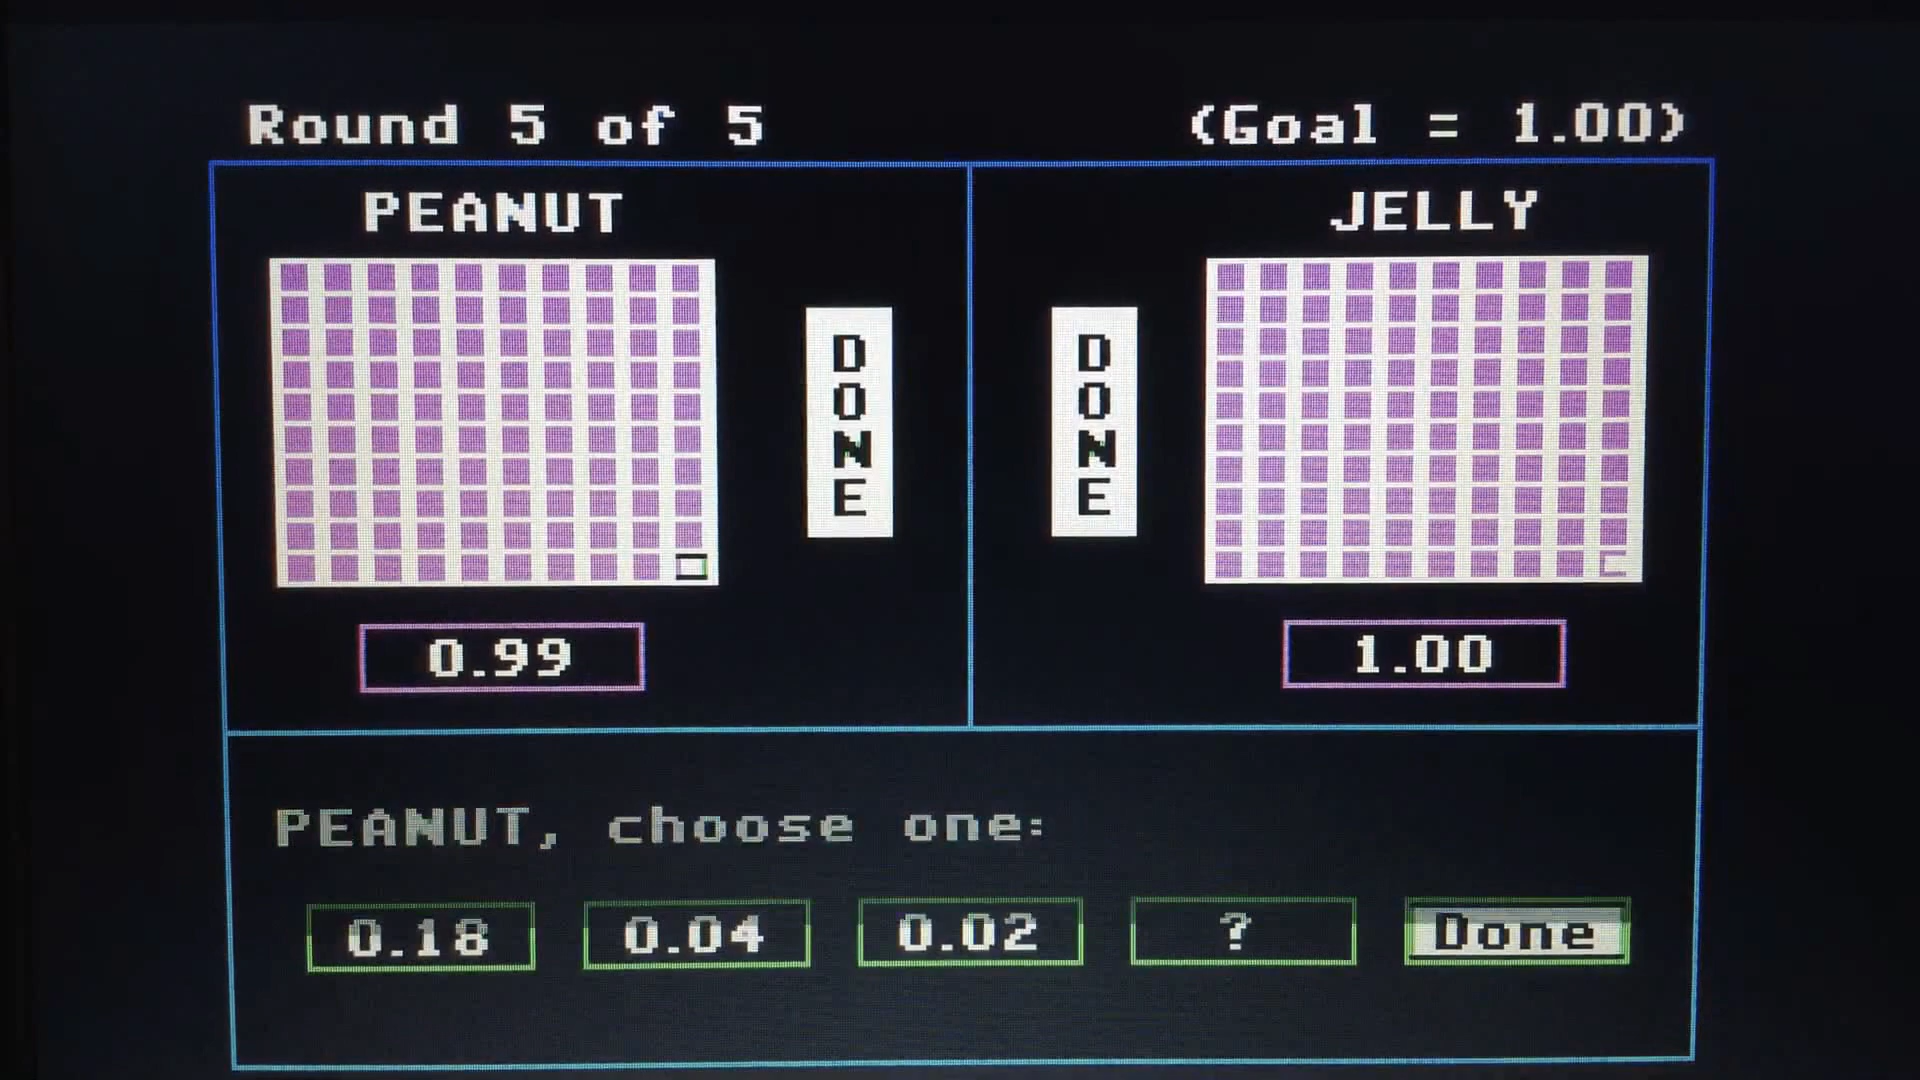 Round 5 of 5
(Goal = 1.00)
PEANUT
JELLY
DONE
DONE
0.99
1.00
PEANUT, choose one:
0.18
0.04
0.02
?
Done